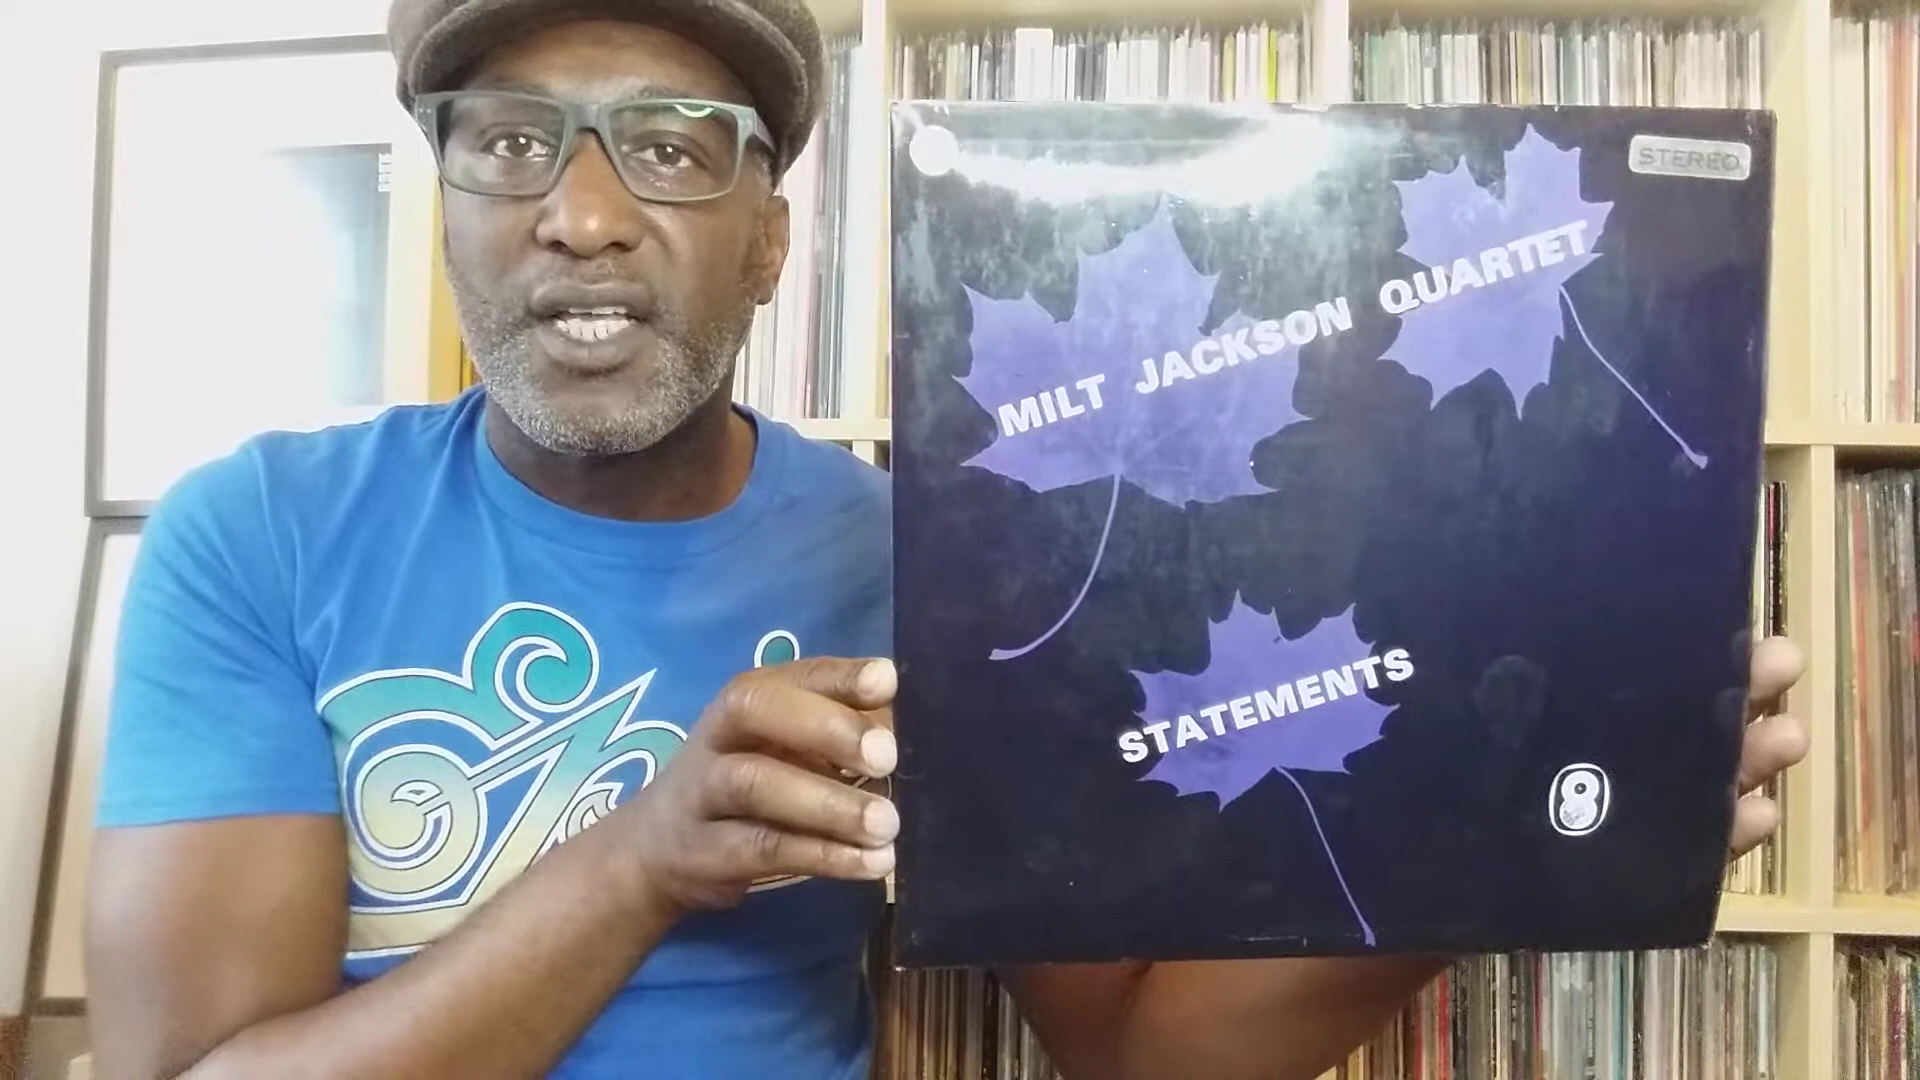 STEREO
MILT JACKSON QUARTET
STATEMENTS
8